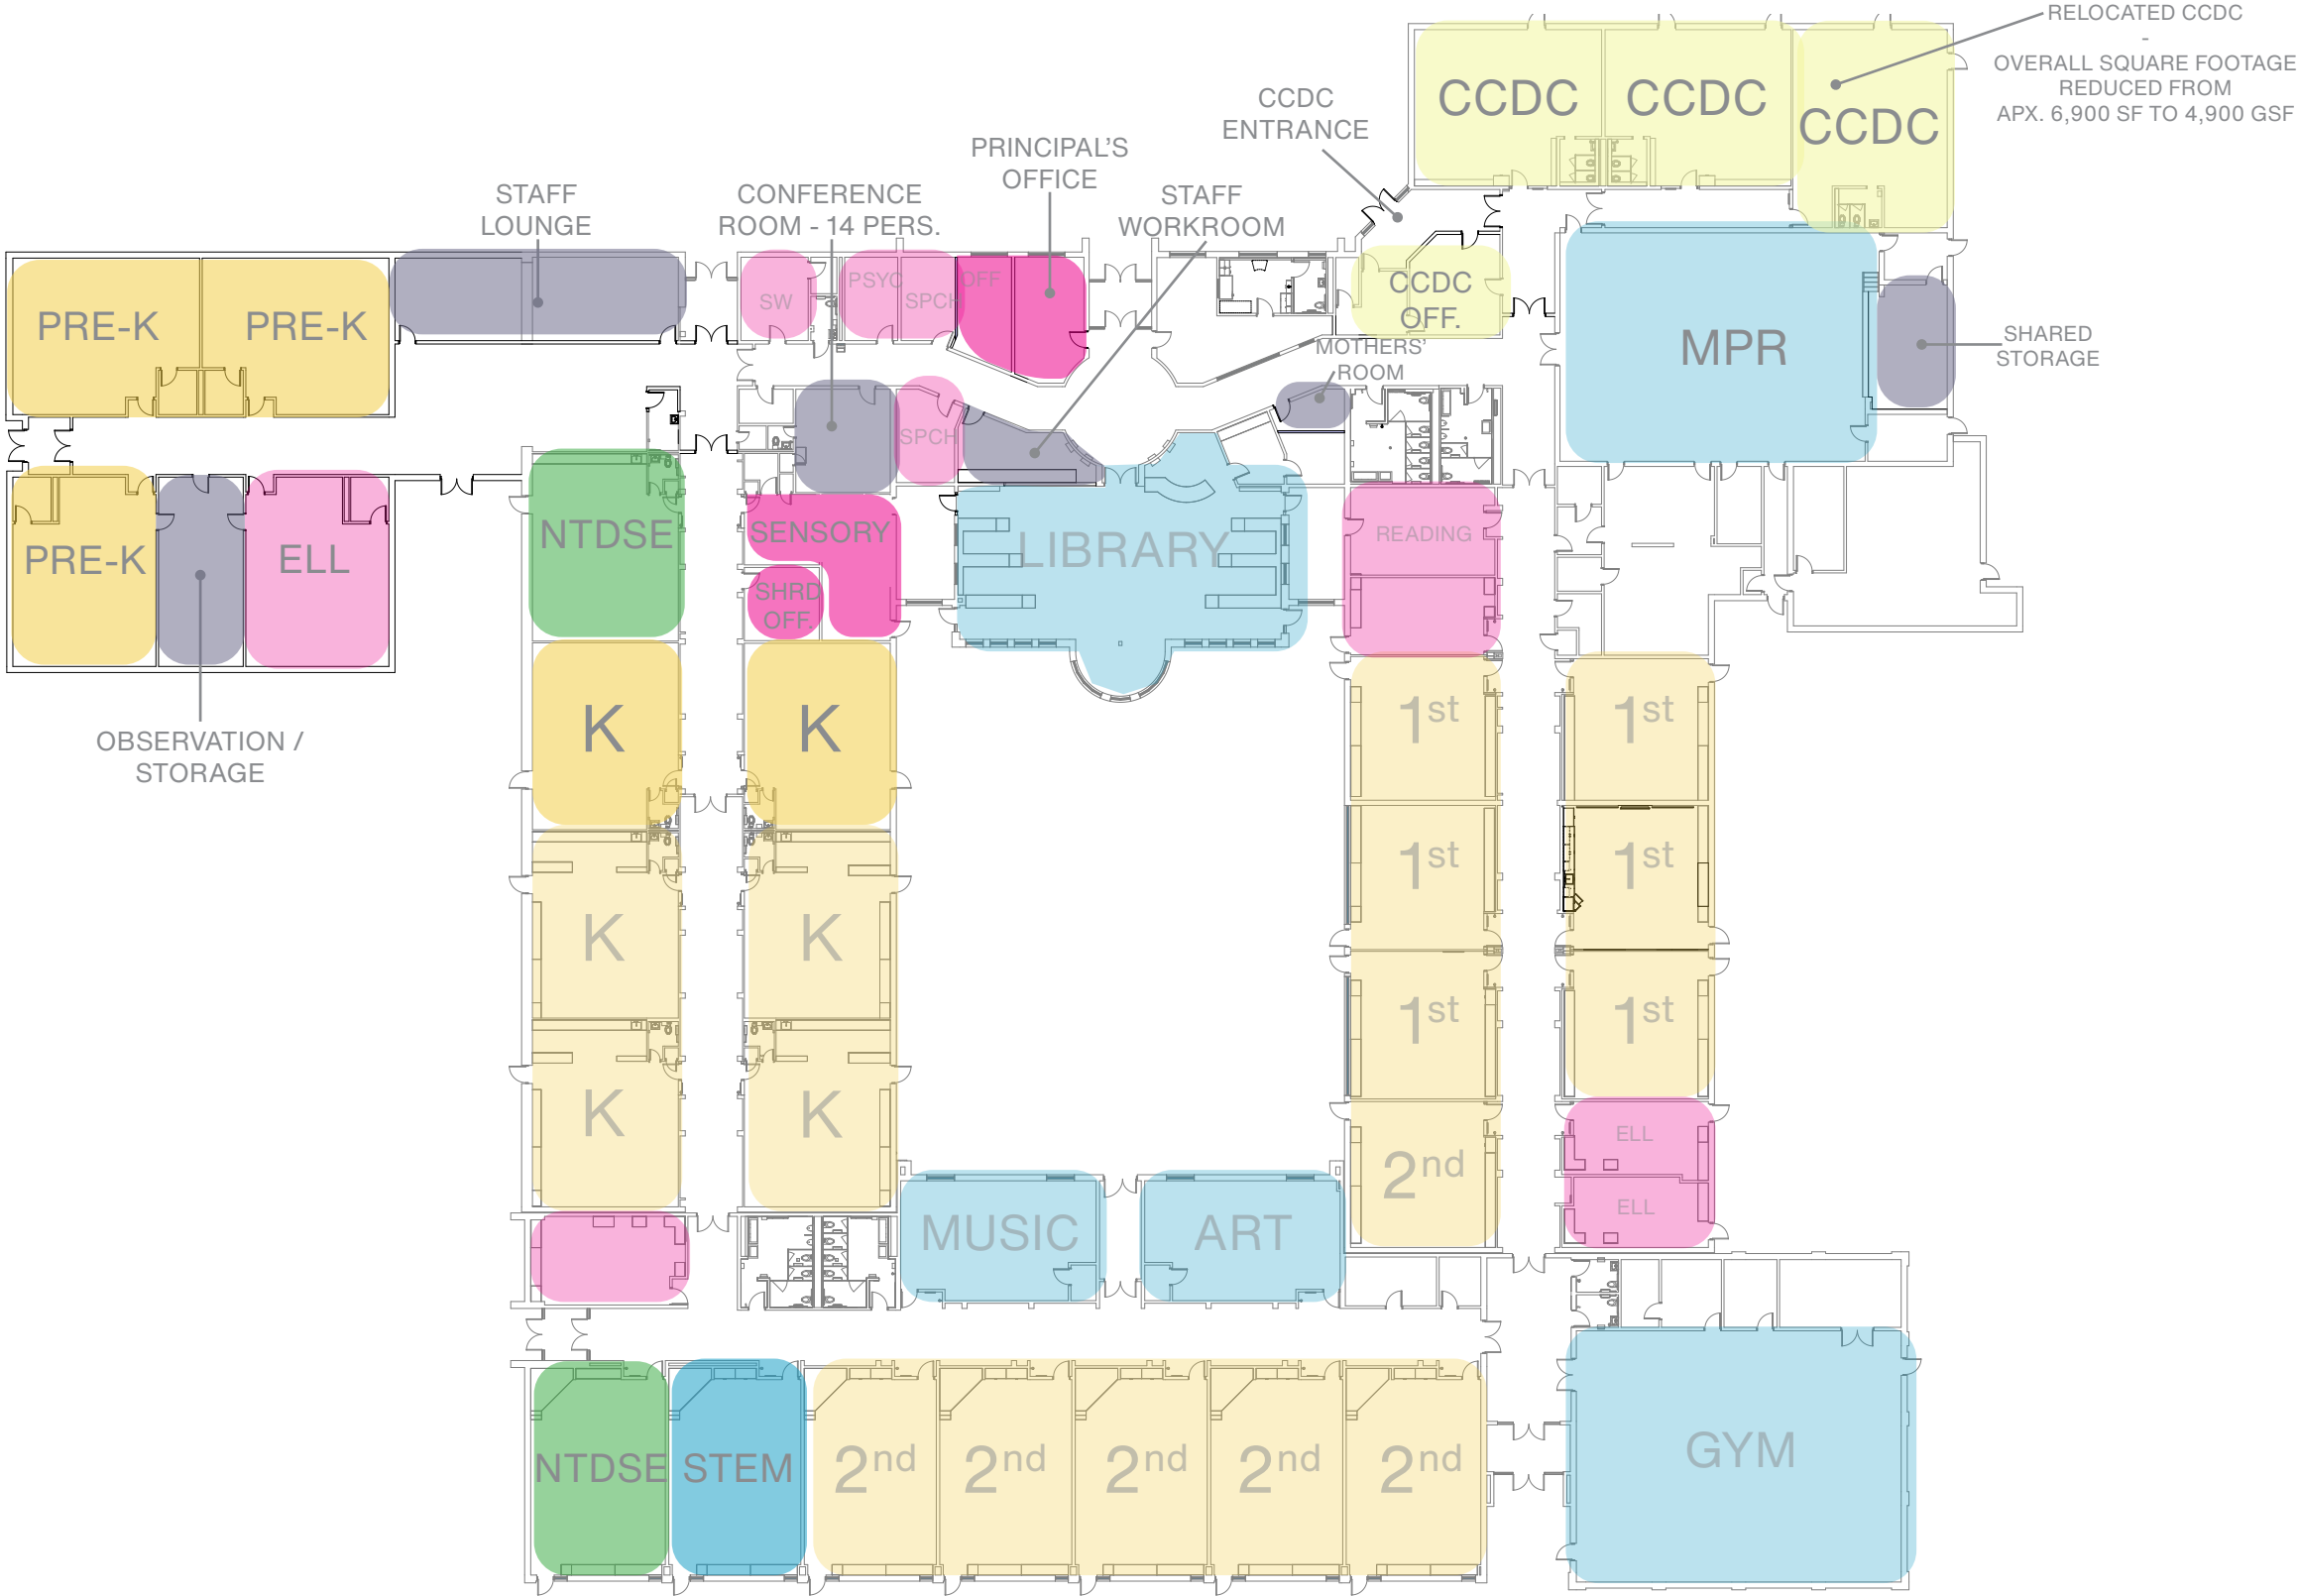 RELOCATED CCDC
-
OVERALL SQUARE FOOTAGE
REDUCED FROM
APX. 6,900 SF TO 4,900 GSF
CCDC
CCDC
CCDC
CCDC
ENTRANCE
PRINCIPAL'S
OFFICE
STAFF
LOUNGE
CONFERENCE
ROOM - 14 PERS.
STAFF
WORKROOM
PRE-K
PRE-K
SW
PSYC
SPCH
OFF
CCDC
OFF.
MPR
SHARED
STORAGE
MOTHERS'
ROOM
SPCH
PRE-K
ELL
NTDSE
SENSORY
SHRD
OFF.
LIBRARY
READING
OBSERVATION /
STORAGE
K
K
1st
1st
K
K
1st
1st
1st
1st
K
K
2nd
ELL
ELL
MUSIC
ART
NTDSE
STEM
2nd
2nd
2nd
2nd
2nd
GYM